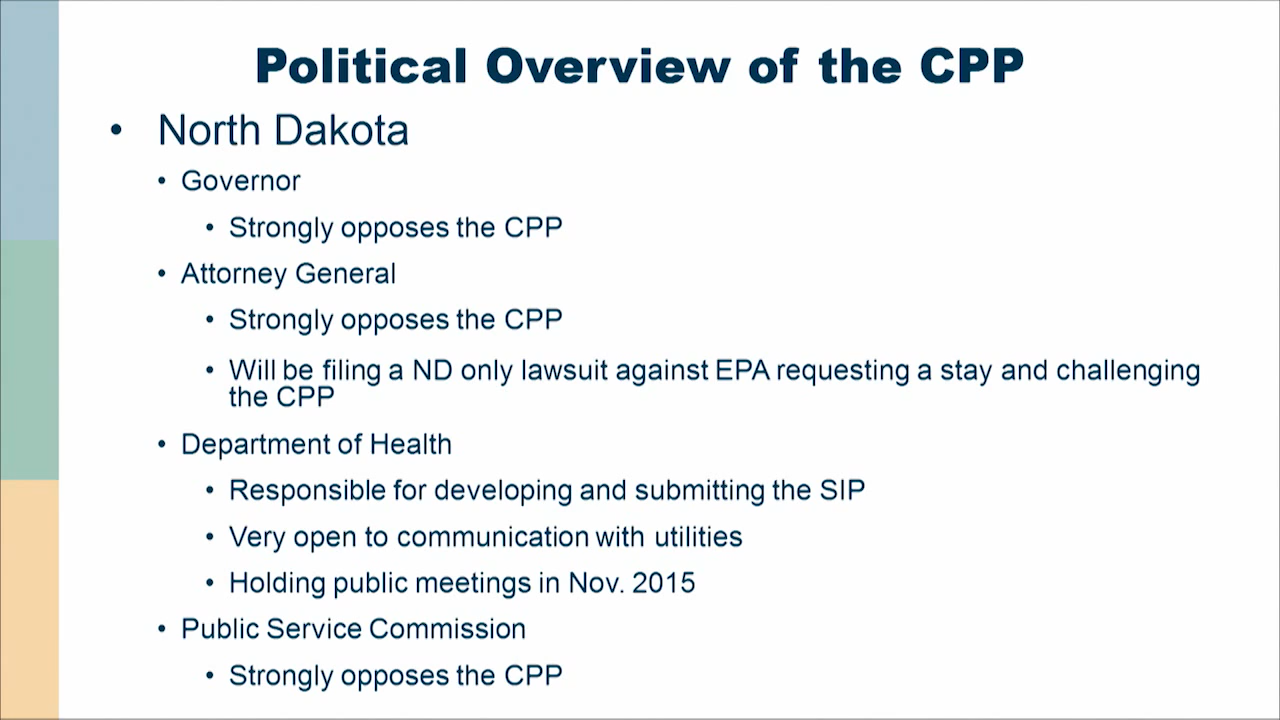 Political Overview of the CPP
• North Dakota
• Governor
• Strongly opposes the CPP
• Attorney General
• Strongly opposes the CPP
• Will be filing a ND only lawsuit against EPA requesting a stay and challenging
the CPP
• Department of Health
• Responsible for developing and submitting the SIP
• Very open to communication with utilities
• Holding public meetings in Nov. 2015
• Public Service Commission
• Strongly opposes the CPP